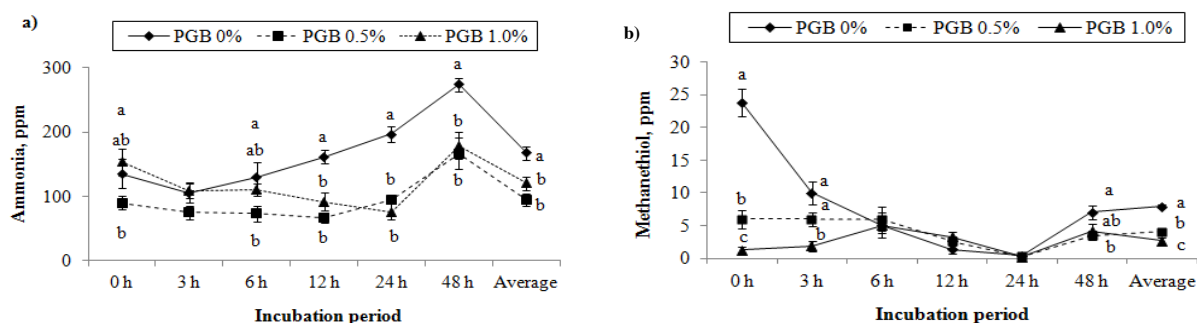 a)
PGB 0% PGB 0.5% PGB 1.0%
Ammonia, ppm
300
200
100
0
a
ab
b
a
ab
b
a
b
b
a
b
b
a
b
b
a
b
b
0 h 3 h 6 h 12 h 24 h 48 h Average
Incubation period
b)
PGB 0% PGB 0.5% PGB 1.0%
Methanethiol, ppm
30
25
20
15
10
5
0
a
b
c
a
a
b
a
ab
b
a
b
c
0 h 3 h 6 h 12 h 24 h 48 h Average
Incubation period